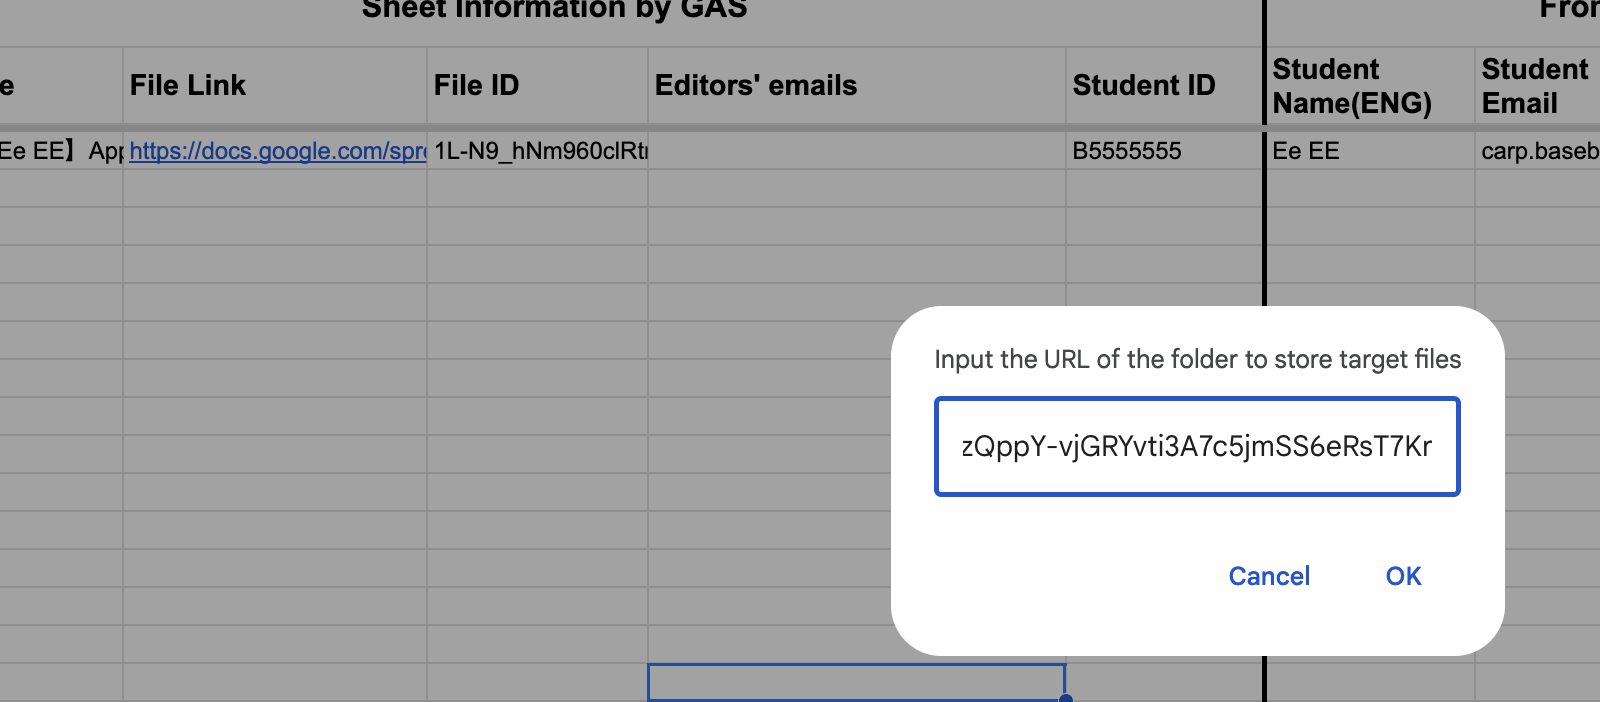 Sheet Information by GAS
e File Link File ID Editors' emails Student ID Student Name(ENG) Student Email
Ee EE】 App https://docs.google.com/spre 1L-N9_hNm960clRtr B5555555 Ee EE carp.baseb
Input the URL of the folder to store target files
zQppY-vjGRYvti3A7c5jmSS6eRsT7Kr
Cancel OK